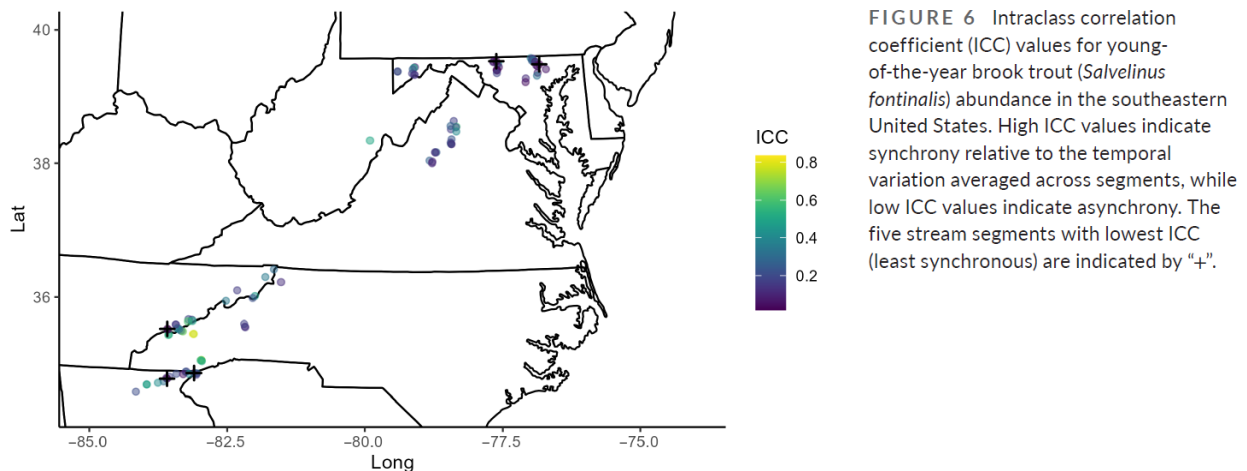 40
38
36
Lat
−85.0
−82.5
−80.0
−77.5
−75.0
Long
ICC
0.8
0.6
0.4
0.2
FIGURE 6 Intraclass correlation
coefficient (ICC) values for young-
of-the-year brook trout (Salvelinus
fontinalis) abundance in the southeastern
United States. High ICC values indicate
synchrony relative to the temporal
variation averaged across segments, while
low ICC values indicate asynchrony. The
five stream segments with lowest ICC
(least synchronous) are indicated by “+”.